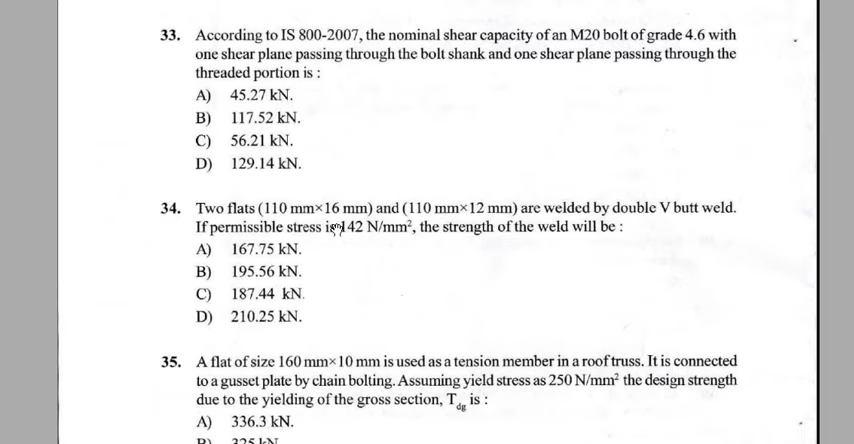 33. According to IS 800-2007, the nominal shear capacity of an M20 bolt of grade 4.6 with
one shear plane passing through the bolt shank and one shear plane passing through the
threaded portion is :
A) 45.27 kN.
B) 117.52 kN.
C) 56.21 kN.
D) 129.14 kN.
34. Two flats (110 mm×16 mm) and (110 mm×12 mm) are welded by double V butt weld.
If permissible stress is 142 N/mm², the strength of the weld will be :
A) 167.75 kN.
B) 195.56 kN.
C) 187.44 kN.
D) 210.25 kN.
35. A flat of size 160 mm×10 mm is used as a tension member in a roof truss. It is connected
to a gusset plate by chain bolting. Assuming yield stress as 250 N/mm² the design strength
due to the yielding of the gross section, T_dg is :
A) 336.3 kN.
B) 325 kN